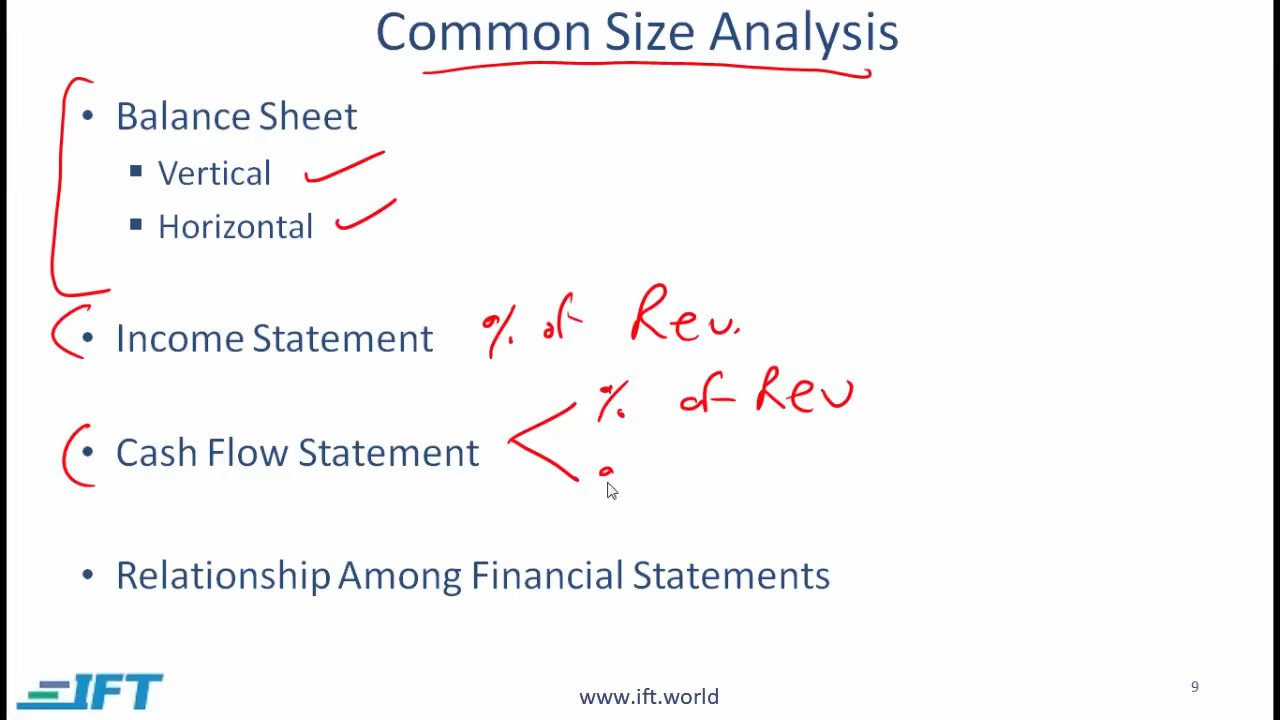 Common Size Analysis
• Balance Sheet
▪ Vertical
▪ Horizontal
• Income Statement % of Rev.
% of Rev
• Cash Flow Statement
• Relationship Among Financial Statements
IFT
www.ift.world
9